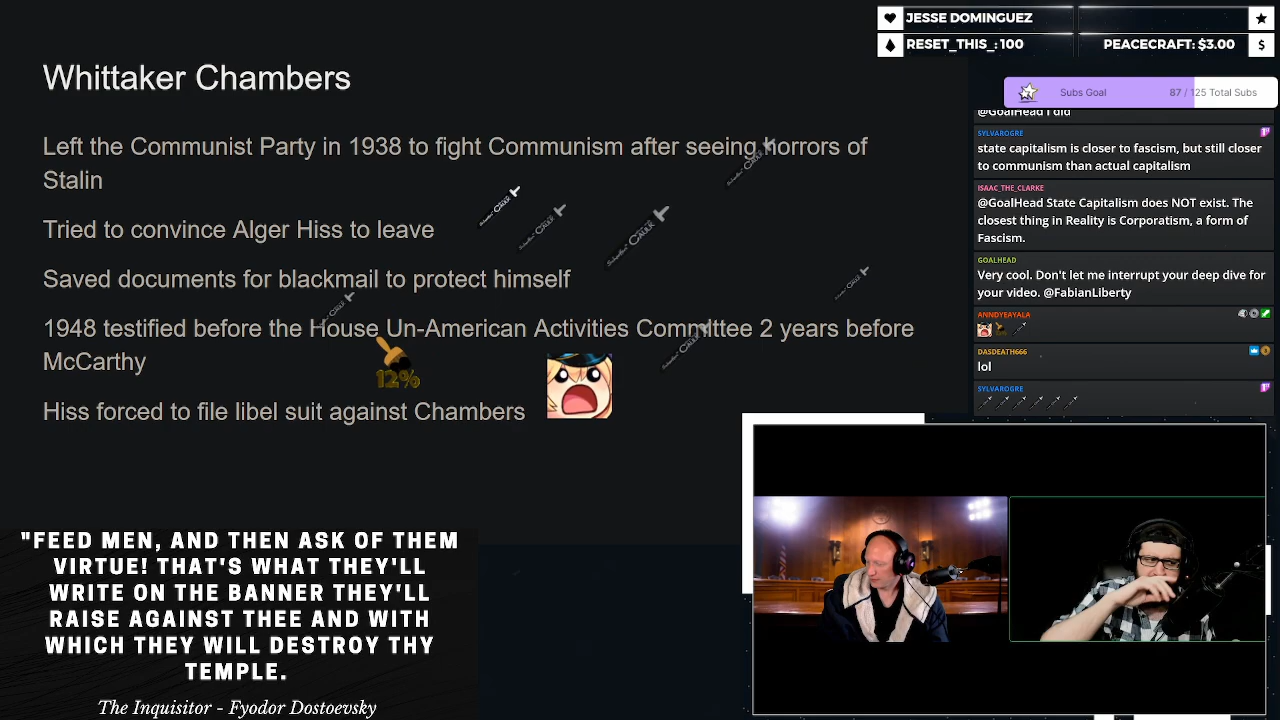 Whittaker Chambers
Left the Communist Party in 1938 to fight Communism after seeing horrors of
Stalin
Tried to convince Alger Hiss to leave
Saved documents for blackmail to protect himself
1948 testified before the House Un-American Activities Committee 2 years before
McCarthy
Hiss forced to file libel suit against Chambers
12%
"FEED MEN, AND THEN ASK OF THEM
VIRTUE! THAT'S WHAT THEY'LL
WRITE ON THE BANNER THEY'LL
RAISE AGAINST THEE AND WITH
WHICH THEY WILL DESTROY THY
TEMPLE.
The Inquisitor - Fyodor Dostoevsky
JESSE DOMINGUEZ
RESET_THIS_: 100
PEACECRAFT: $3.00
$
Subs Goal
87 / 125 Total Subs
@GoalHead I did
SYLVAROGRE
state capitalism is closer to fascism, but still closer
to communism than actual capitalism
ISAAC_THE_CLARKE
@GoalHead State Capitalism does NOT exist. The
closest thing in Reality is Corporatism, a form of
Fascism.
GOALHEAD
Very cool. Don't let me interrupt your deep dive for
your video. @FabianLiberty
ANNDYEAYALA
DASDEATH666
lol
SYLVAROGRE